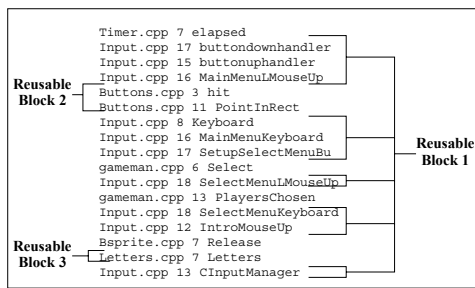 Timer.cpp 7 elapsed
Input.cpp 17 buttondownhandler
Input.cpp 15 buttonuphandler
Input.cpp 16 MainMenuLMouseUp
Reusable Block 2
Buttons.cpp 3 hit
Buttons.cpp 11 PointInRect
Input.cpp 8 Keyboard
Input.cpp 16 MainMenuKeyboard
Input.cpp 17 SetupSelectMenuBu
Reusable Block 1
gameman.cpp 6 Select
Input.cpp 18 SelectMenuLMouseUp
gameman.cpp 13 PlayersChosen
Input.cpp 18 SelectMenuKeyboard
Input.cpp 12 IntroMouseUp
Bsprite.cpp 7 Release
Reusable Block 3
Letters.cpp 7 Letters
Input.cpp 13 CInputManager